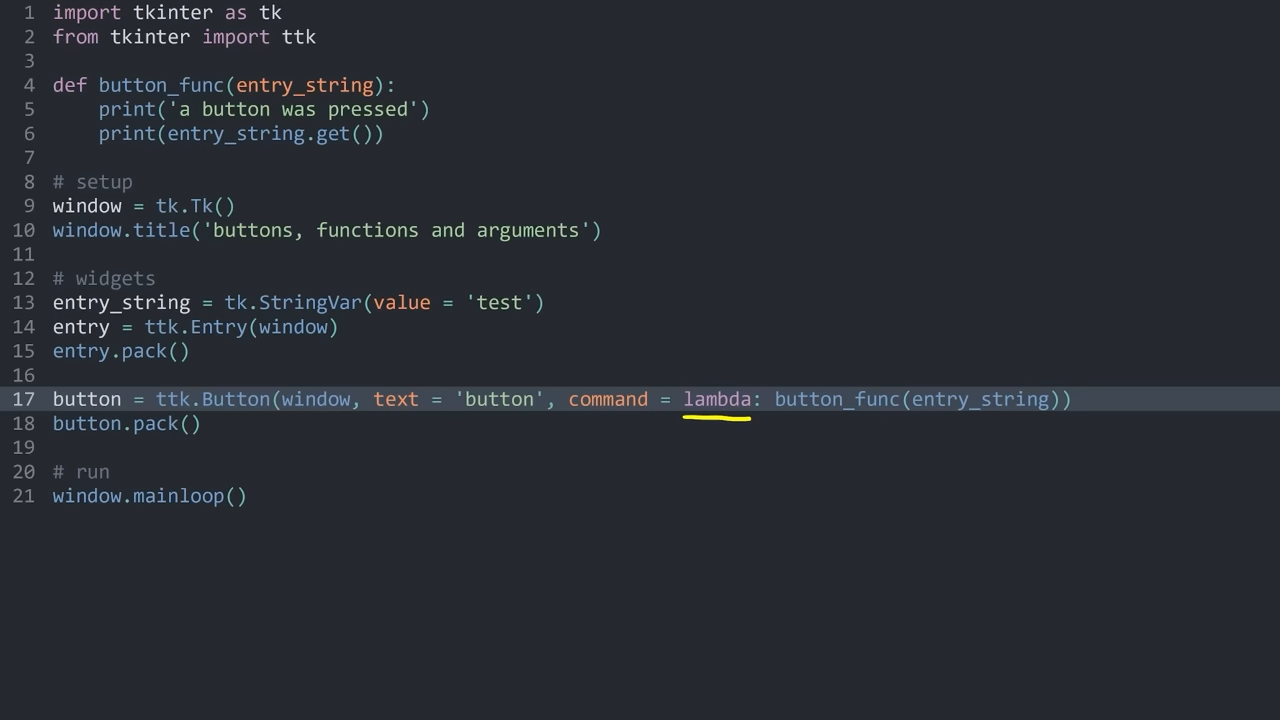 1 import tkinter as tk
2 from tkinter import ttk
3
4 def button_func(entry_string):
5     print('a button was pressed')
6     print(entry_string.get())
7
8 # setup
9 window = tk.Tk()
10 window.title('buttons, functions and arguments')
11
12 # widgets
13 entry_string = tk.StringVar(value = 'test')
14 entry = ttk.Entry(window)
15 entry.pack()
16
17 button = ttk.Button(window, text = 'button', command = lambda: button_func(entry_string))
18 button.pack()
19
20 # run
21 window.mainloop()